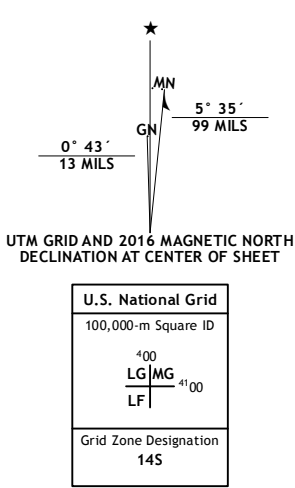 ★
MN
5° 35´
99 MILS
GN
0° 43´
13 MILS
UTM GRID AND 2016 MAGNETIC NORTH
DECLINATION AT CENTER OF SHEET
U.S. National Grid
100,000-m Square ID
⁴00
LG MG
⁴¹00
LF
Grid Zone Designation
14S